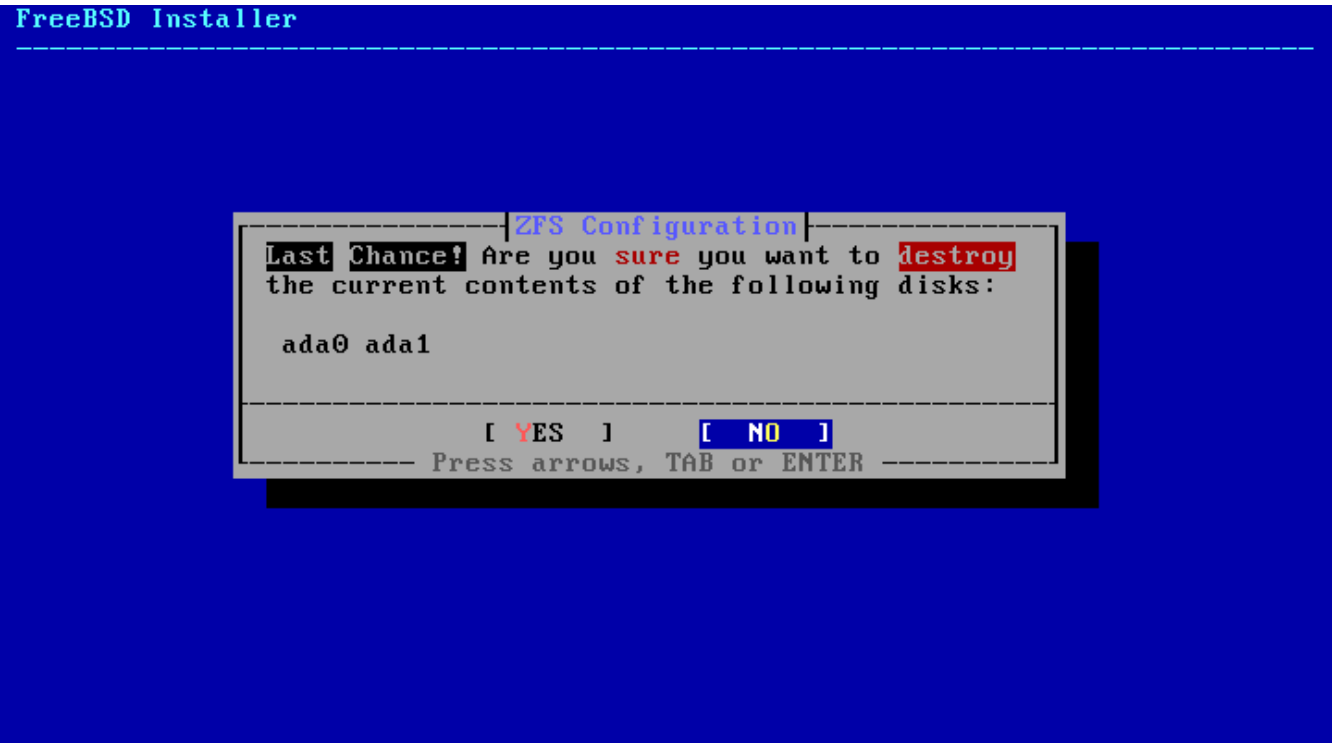 FreeBSD Installer
ZFS Configuration
Last Chance! Are you sure you want to destroy
the current contents of the following disks:
ada0 ada1
[ YES ] [ NO ]
Press arrows, TAB or ENTER